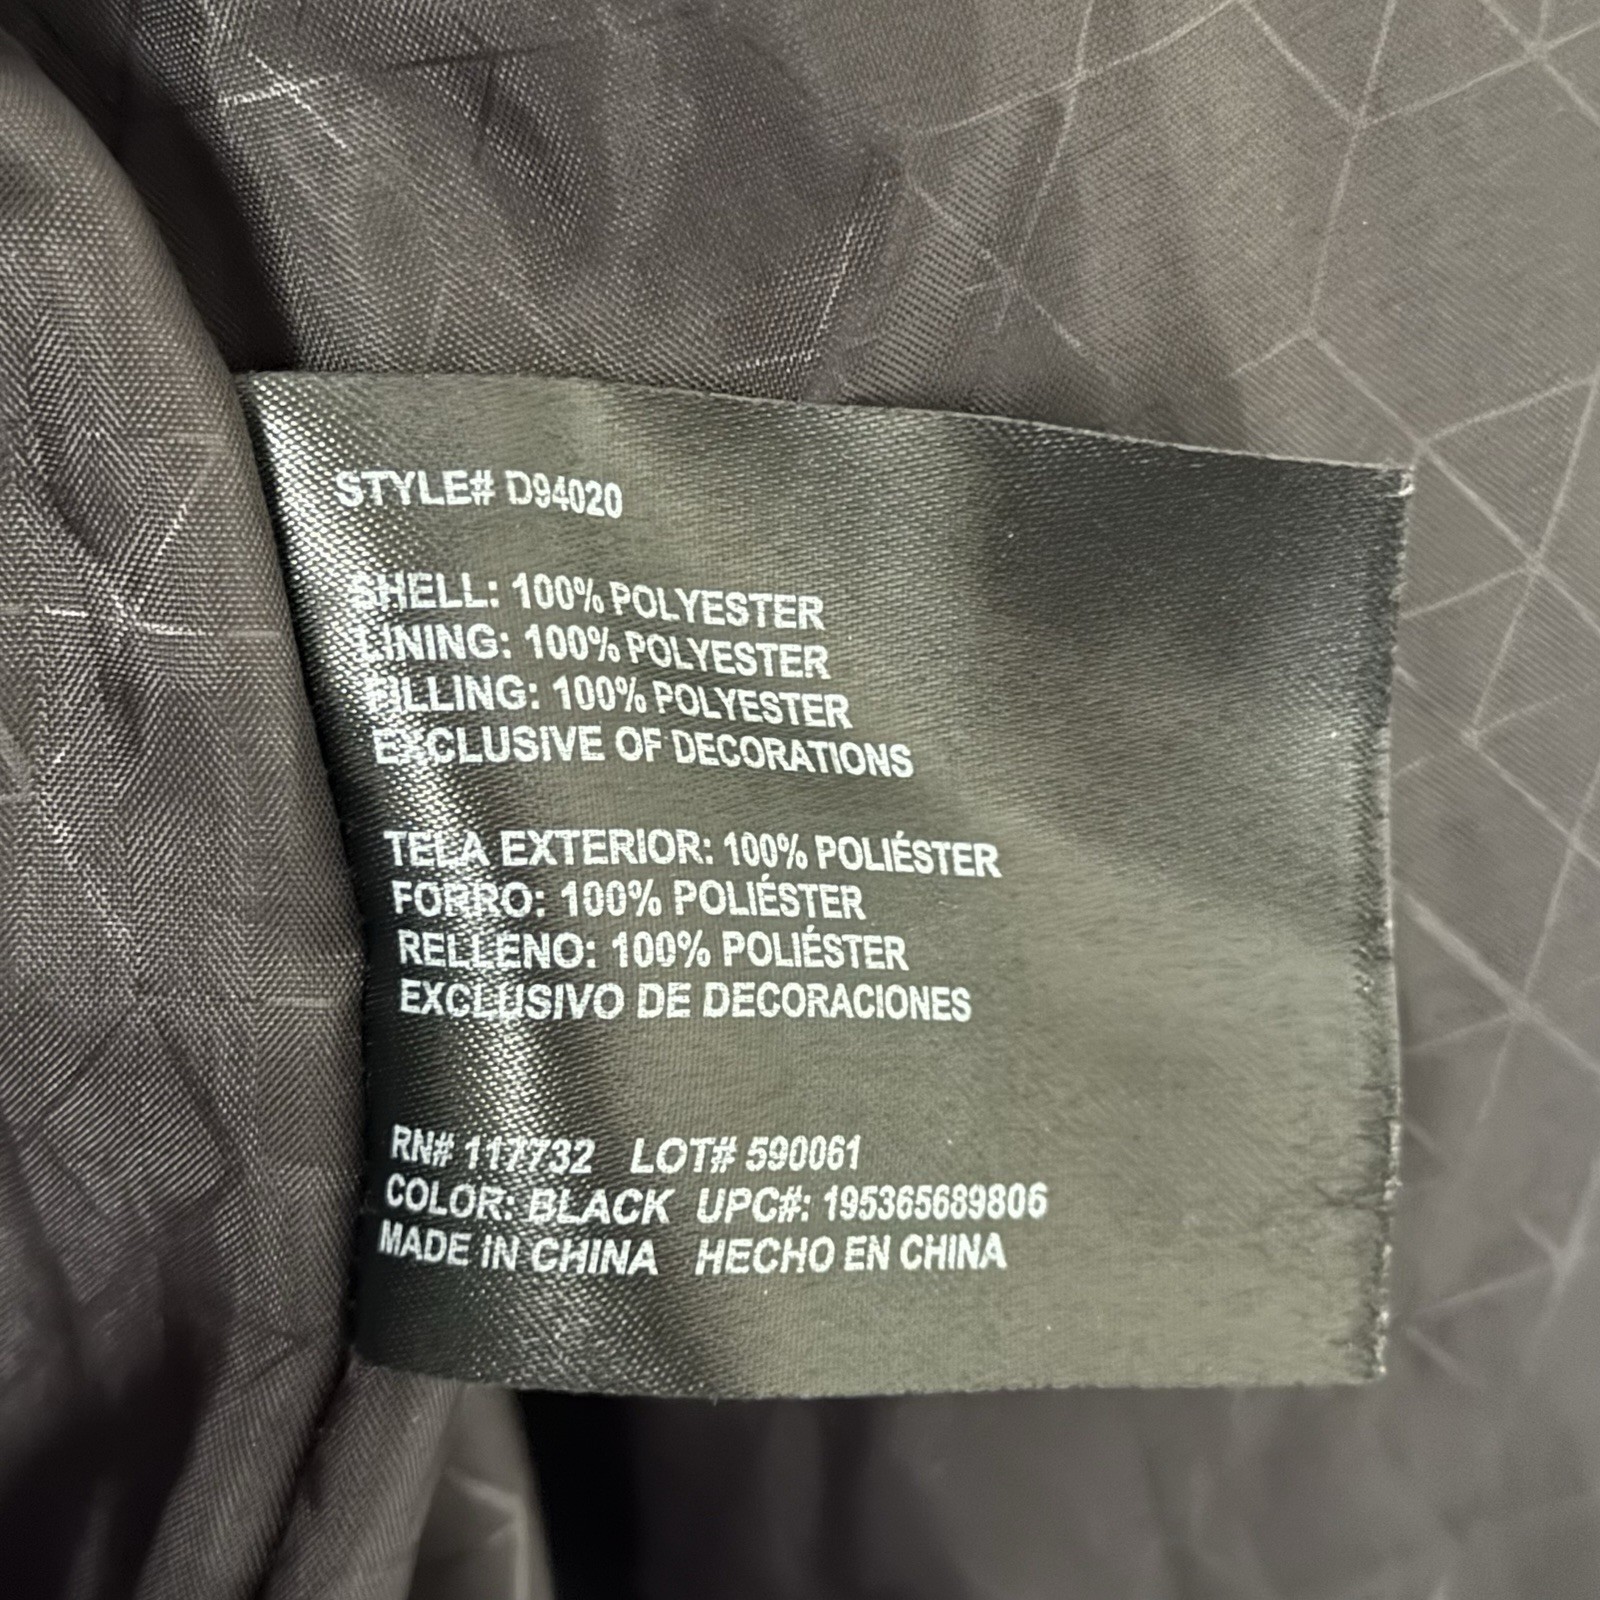 STYLE# D94020
SHELL: 100% POLYESTER
LINING: 100% POLYESTER
FILLING: 100% POLYESTER
EXCLUSIVE OF DECORATIONS
TELA EXTERIOR: 100% POLIÉSTER
FORRO: 100% POLIÉSTER
RELLENO: 100% POLIÉSTER
EXCLUSIVO DE DECORACIONES
RN# 117732 LOT# 590061
COLOR: BLACK UPC#: 195365689806
MADE IN CHINA HECHO EN CHINA